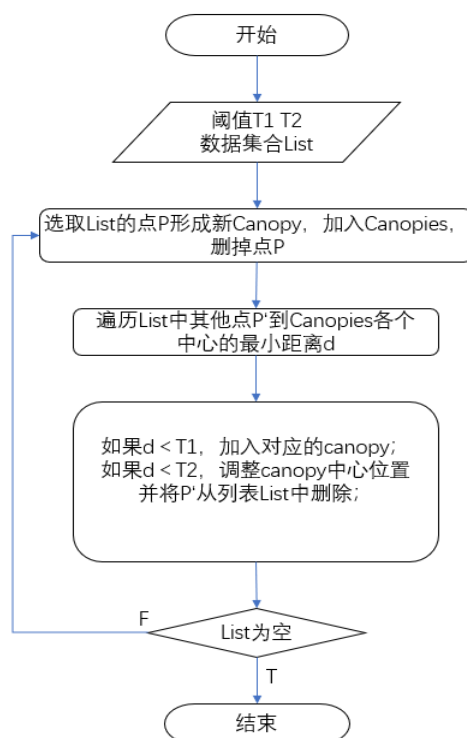 开始
阈值T1 T2
数据集合List
选取List的点P形成新Canopy，加入Canopies，
删掉点P
遍历List中其他点P‘到Canopies各个
中心的最小距离d
如果d＜T1，加入对应的canopy；
如果d＜T2，调整canopy中心位置
并将P‘从列表List中删除；
F
List为空
T
结束